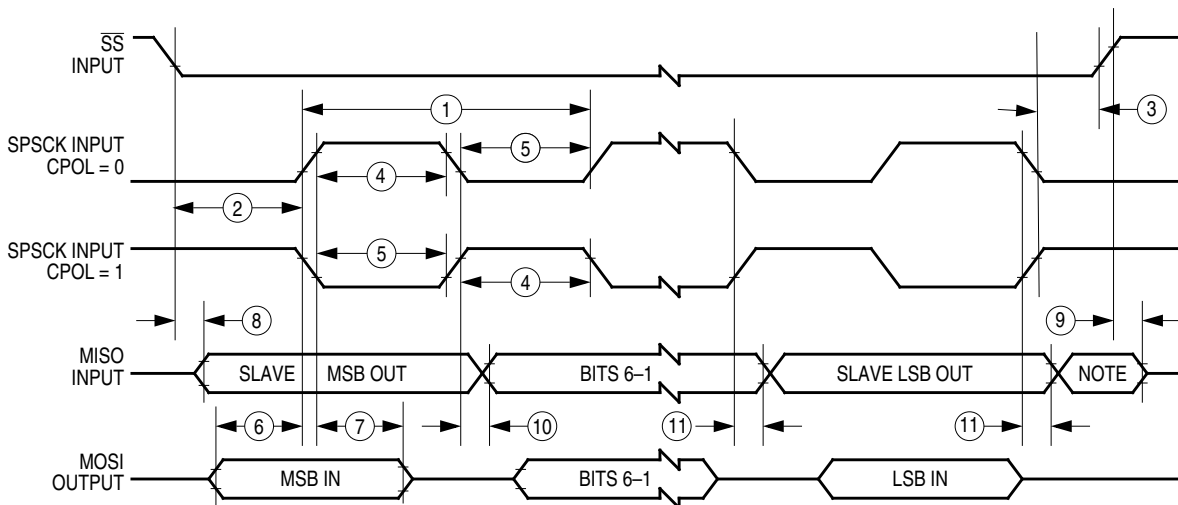 SS
INPUT
1
3
SPSCK INPUT
CPOL = 0
5
4
2
SPSCK INPUT
CPOL = 1
5
4
8
9
MISO
INPUT
SLAVE MSB OUT
BITS 6–1
SLAVE LSB OUT
NOTE
6
7
10
11
11
MOSI
OUTPUT
MSB IN
BITS 6–1
LSB IN